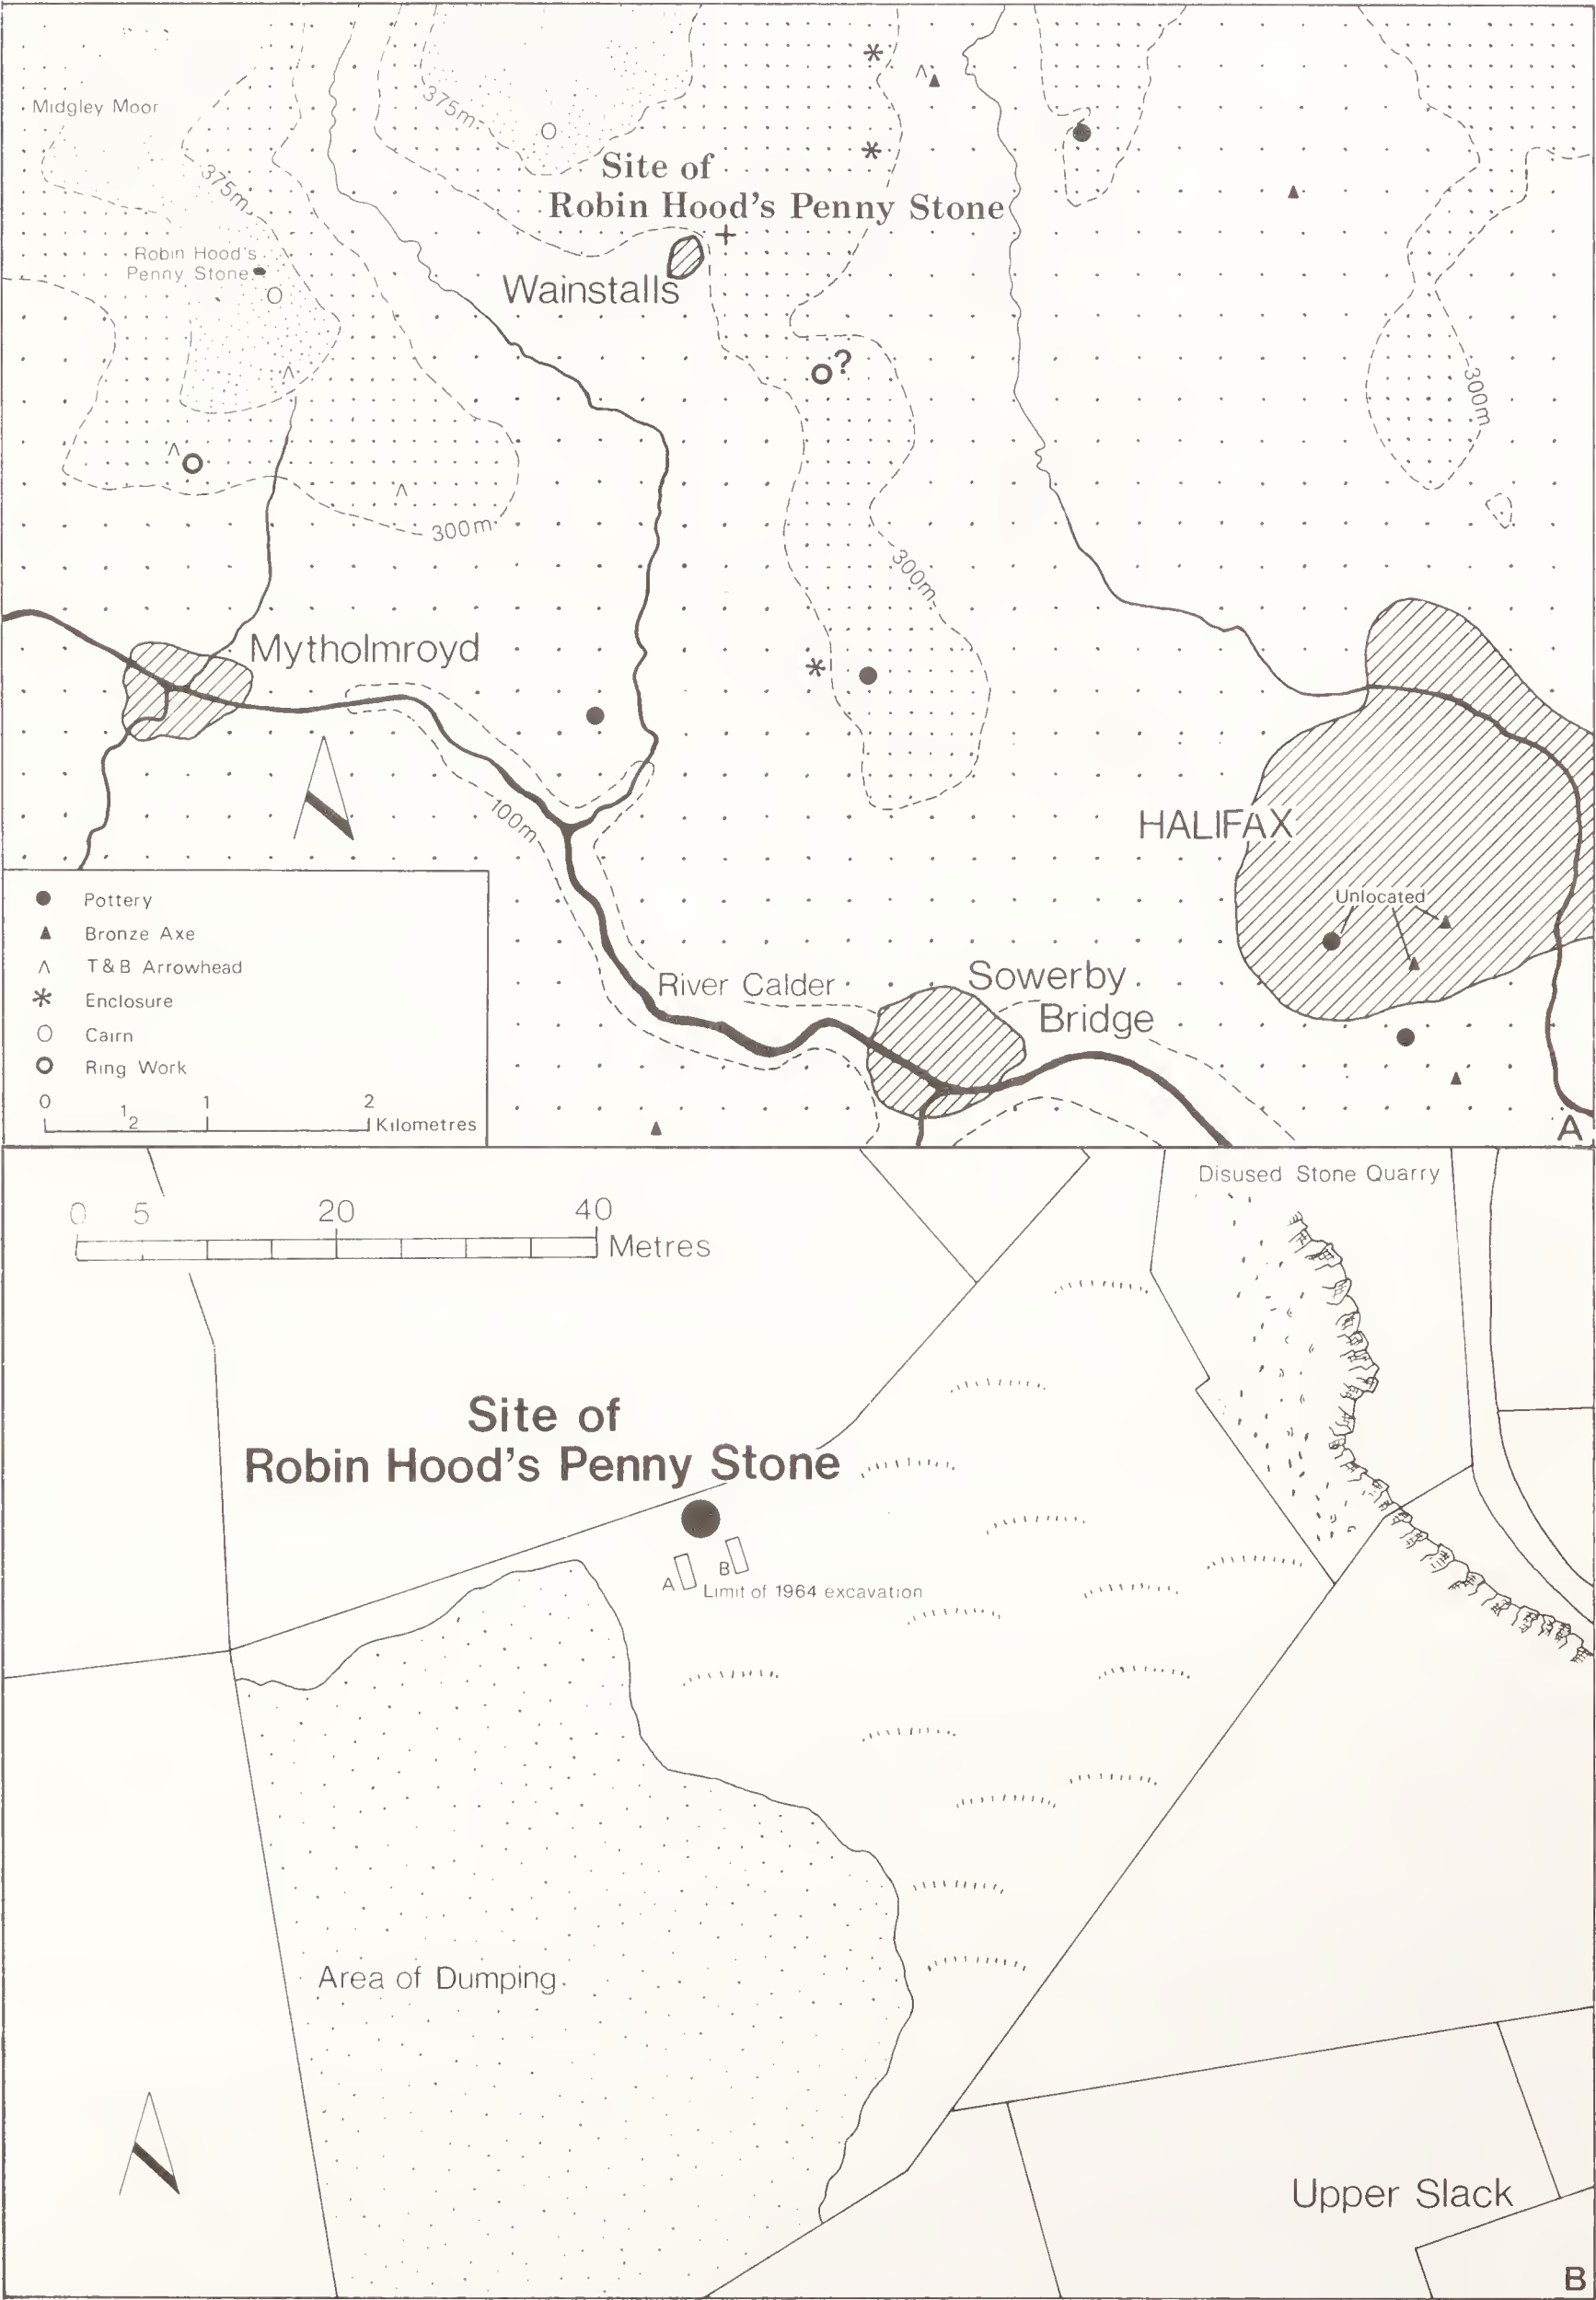 Midgley Moor
375m
375m
Site of
Robin Hood's Penny Stone
Robin Hood's
Penny Stone
Wainstalls
?
300m
300m
300m
Mytholmroyd
100m
HALIFAX
Unlocated
River Calder
Sowerby
Bridge
Pottery
Bronze Axe
T & B Arrowhead
Enclosure
Cairn
Ring Work
0 1/2 1 2 Kilometres
A
Disused Stone Quarry
0 5 20 40
Metres
Site of
Robin Hood's Penny Stone
A B
Limit of 1964 excavation
Area of Dumping
Upper Slack
B